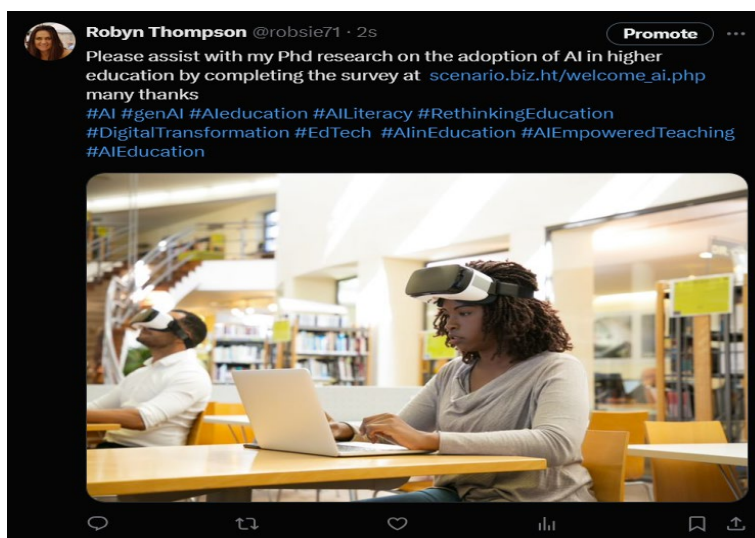 Robyn Thompson @robsie71 · 2s
Promote
Please assist with my Phd research on the adoption of AI in higher
education by completing the survey at scenario.biz.ht/welcome_ai.php
many thanks
#AI #genAI #AIeducation #AILiteracy #RethinkingEducation
#DigitalTransformation #EdTech #AIinEducation #AIEmpoweredTeaching
#AIEducation